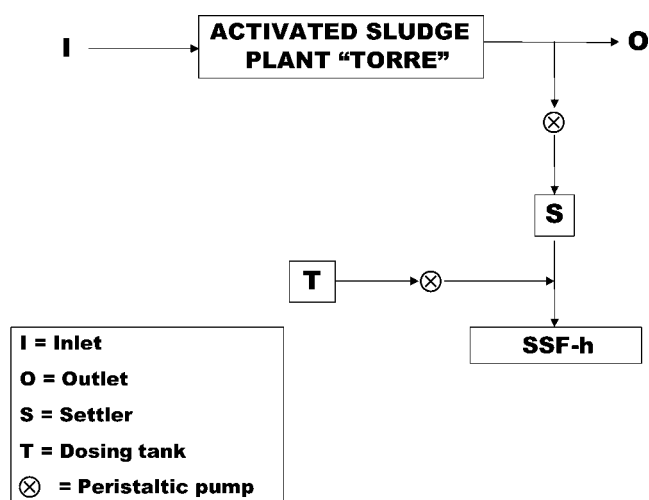 I
ACTIVATED SLUDGE
PLANT “TORRE”
O
S
T
SSF-h
I = Inlet
O = Outlet
S = Settler
T = Dosing tank
⊗ = Peristaltic pump